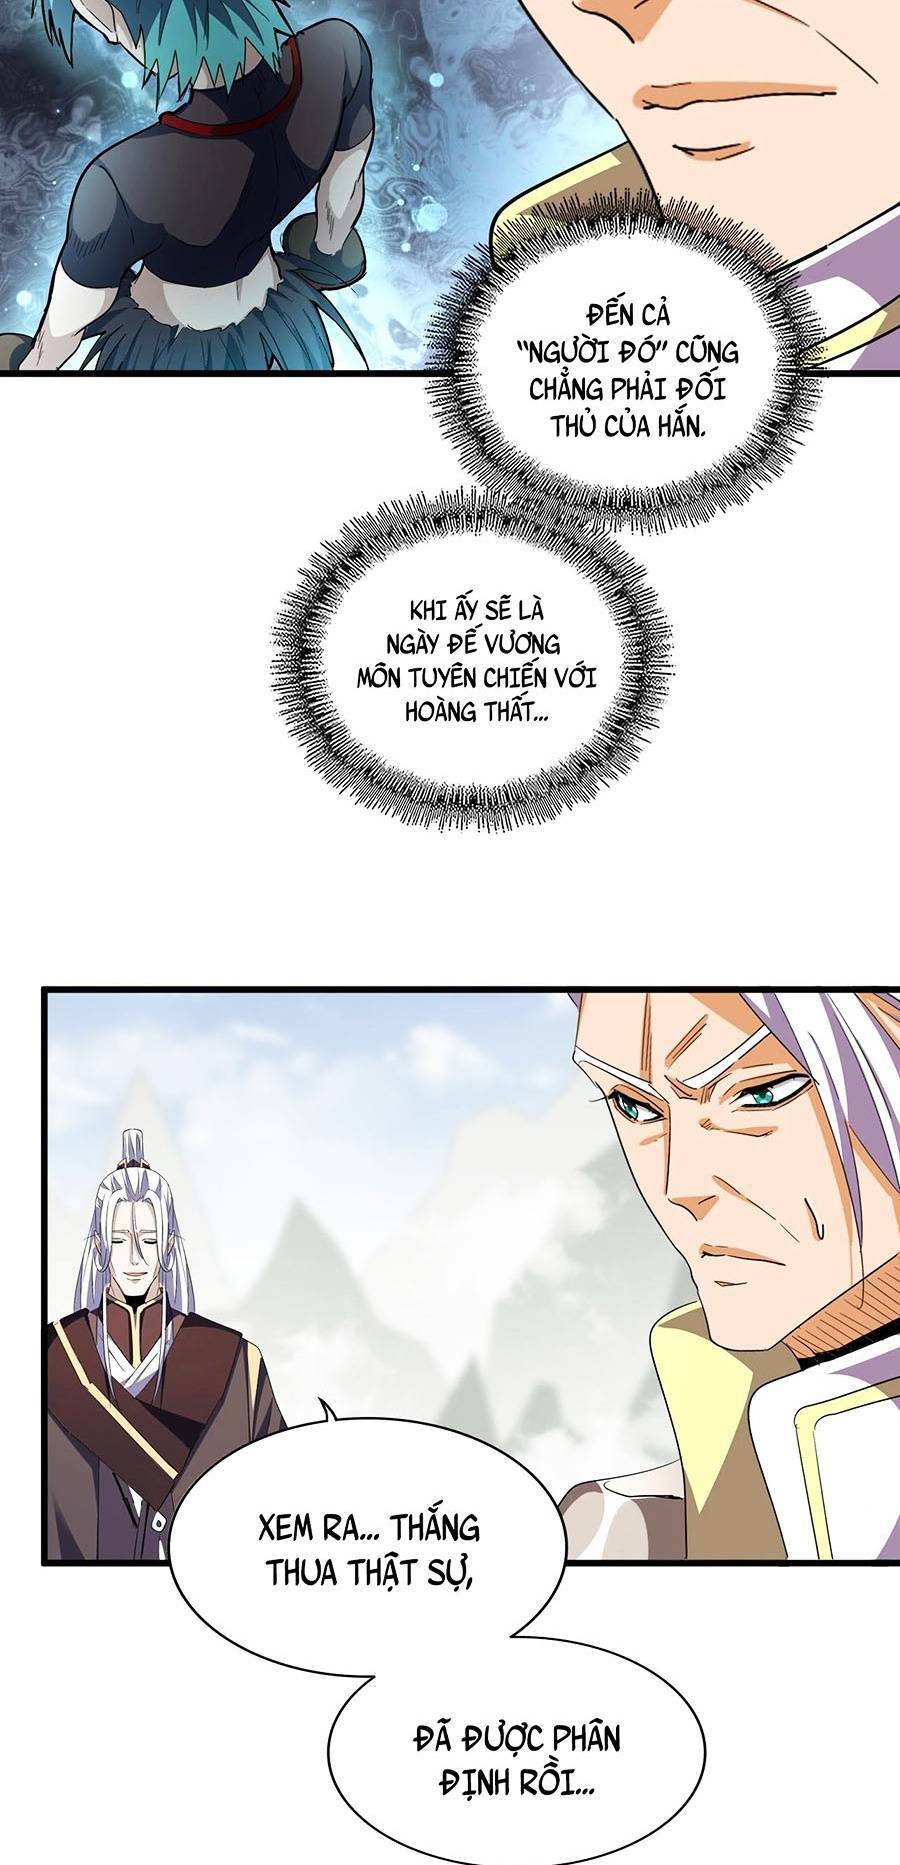 ĐẾN CẢ
“NGƯỜI ĐÓ” CŨNG
CHẲNG PHẢI ĐỐI
THỦ CỦA HẮN.
KHI ẤY SẼ LÀ
NGÀY ĐẾ VƯƠNG
MÔN TUYÊN CHIẾN VỚI
HOÀNG THẤT...
XEM RA... THẮNG
THUA THẬT SỰ,
ĐÃ ĐƯỢC PHÂN
ĐỊNH RỒI...